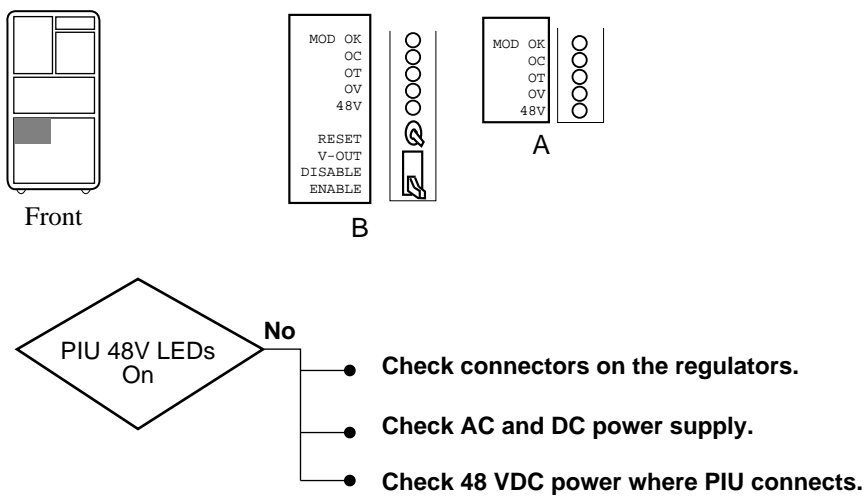 MOD OK
OC
OT
OV
48V
RESET
V-OUT
DISABLE
ENABLE
B
MOD OK
OC
OT
OV
48V
A
Front
PIU 48V LEDs
On
No
Check connectors on the regulators.
Check AC and DC power supply.
Check 48 VDC power where PIU connects.